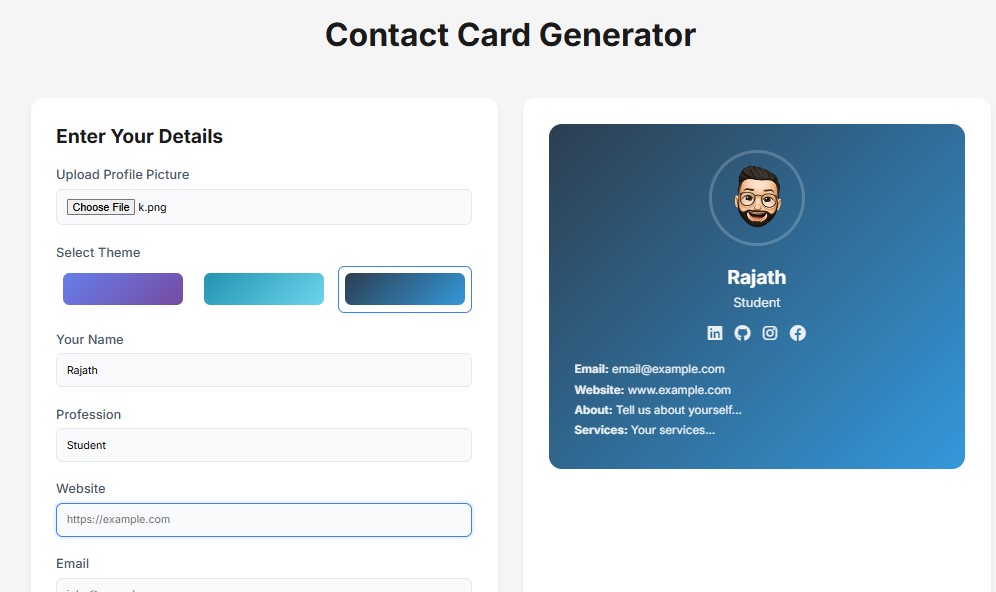 Contact Card Generator
Enter Your Details
Upload Profile Picture
Choose File k.png
Select Theme
Your Name
Rajath
Profession
Student
Website
https://example.com
Email
Rajath
Student
Email: email@example.com
Website: www.example.com
About: Tell us about yourself...
Services: Your services...